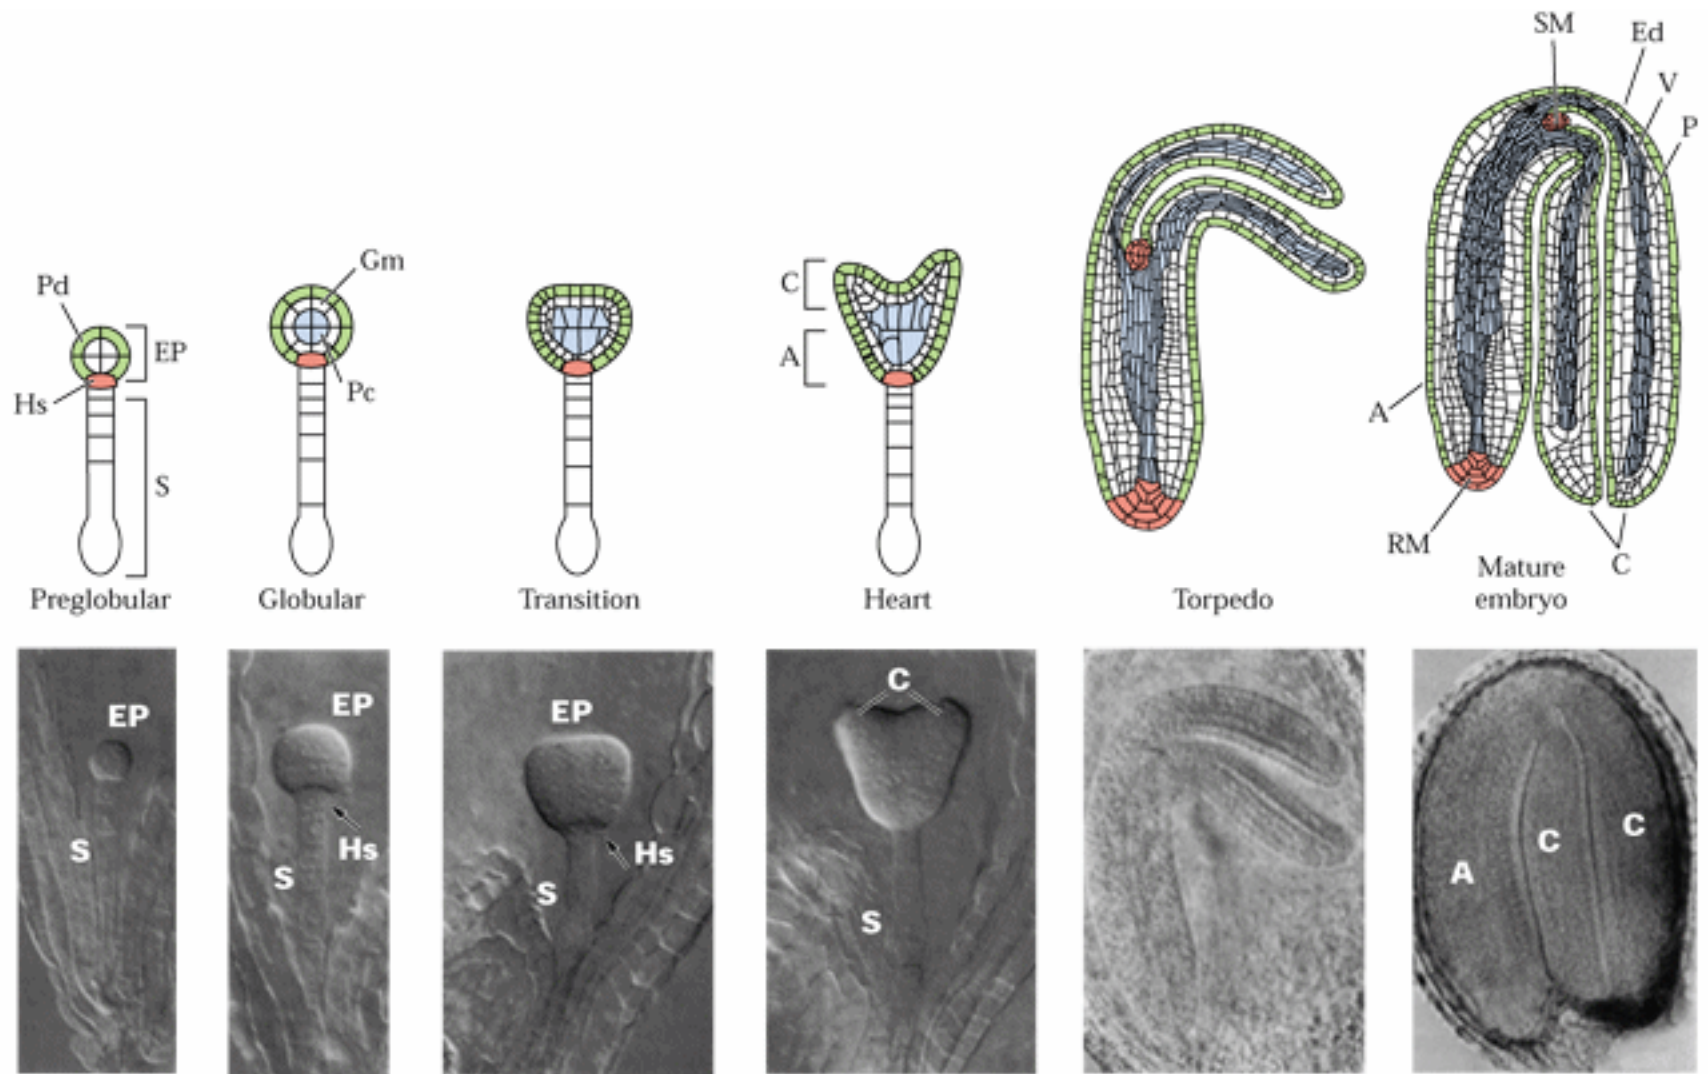 SM
Ed
V
P
Gm
Pd
EP
Hs
Pc
S
C
A
A
RM
C
Preglobular
Globular
Transition
Heart
Torpedo
Mature
embryo
EP
S
EP
Hs
S
EP
Hs
S
C
S
A
C
C